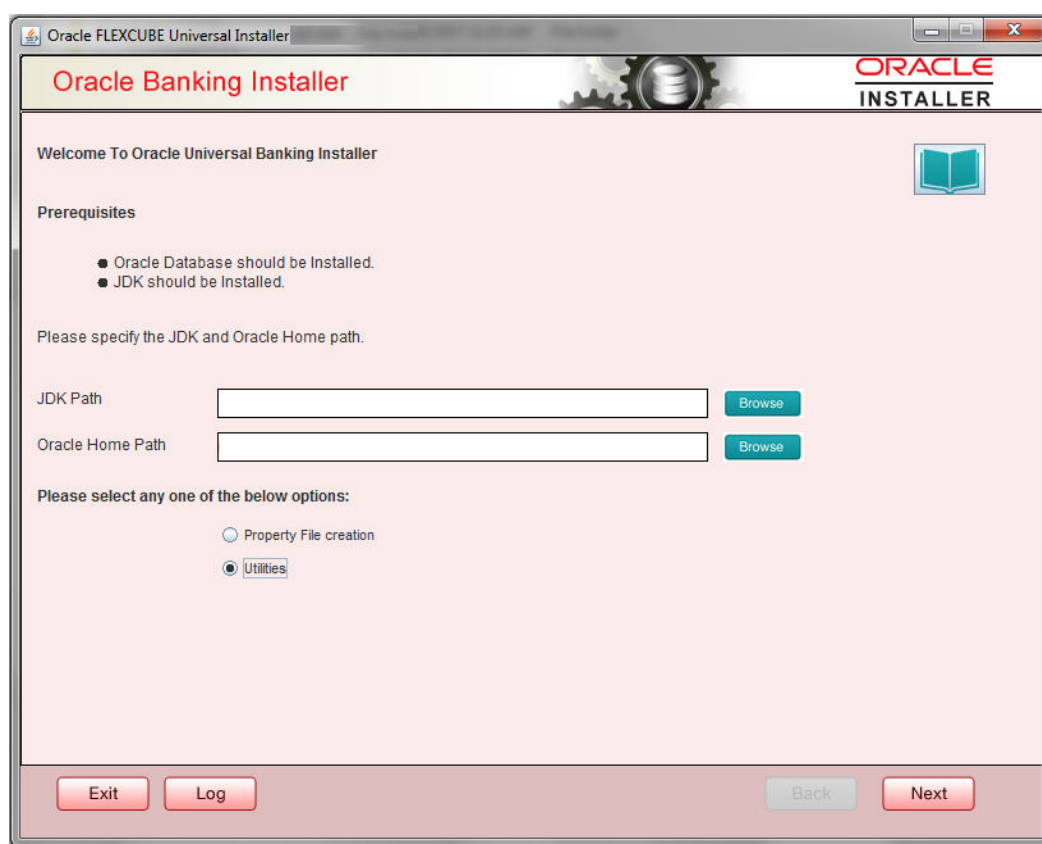 Oracle FLEXCUBE Universal Installer
Oracle Banking Installer
ORACLE
INSTALLER
Welcome To Oracle Universal Banking Installer
Prerequisites
Oracle Database should be Installed.
JDK should be Installed.
Please specify the JDK and Oracle Home path.
JDK Path
Browse
Oracle Home Path
Browse
Please select any one of the below options:
Property File creation
Utilities
Exit
Log
Back
Next